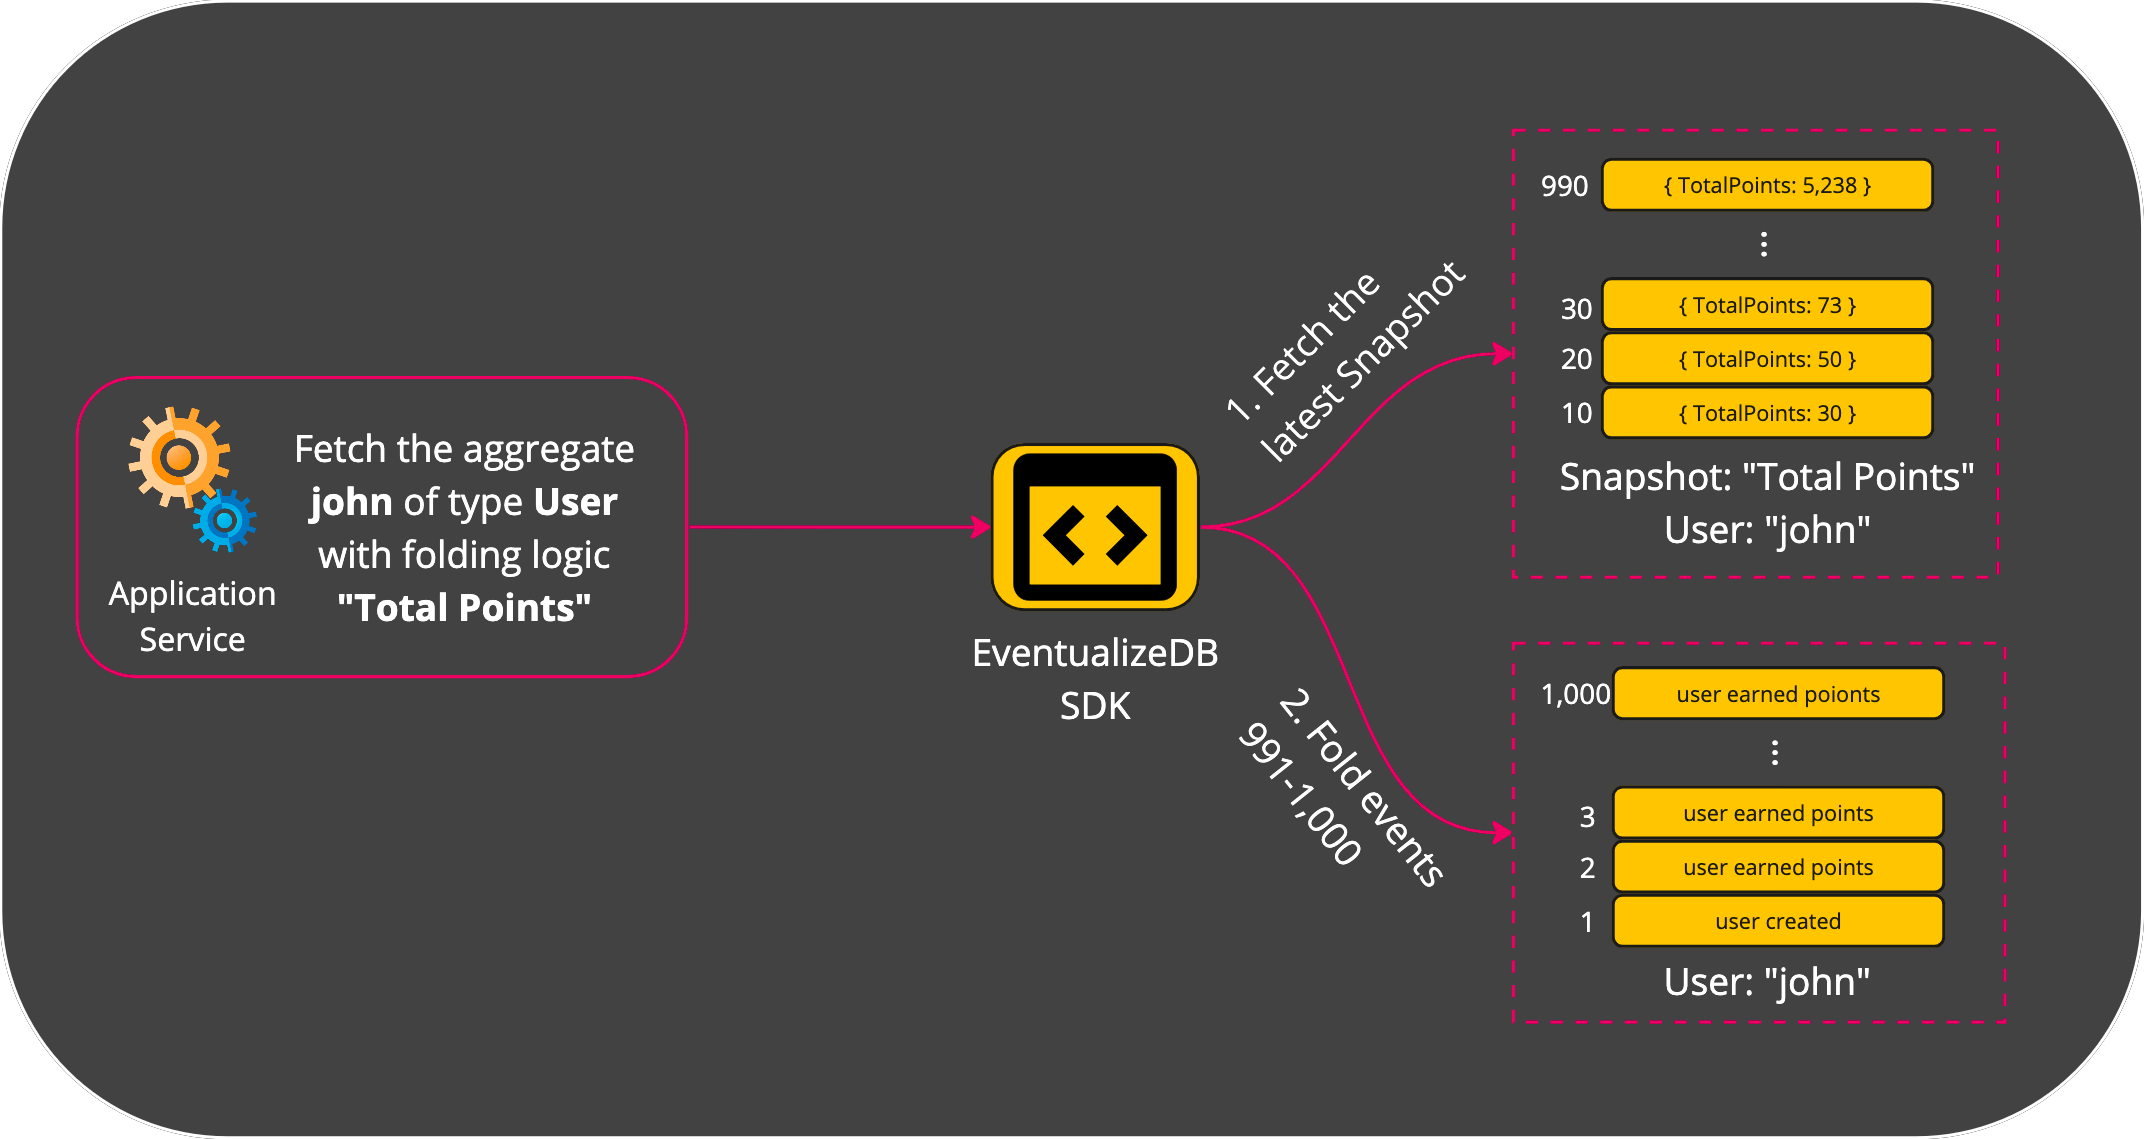 Fetch the aggregate
john of type User
with folding logic
"Total Points"
Application
Service
EventualizeDB
SDK
1. Fetch the
latest Snapshot
2. Fold events
991-1,000
990 { TotalPoints: 5,238 }
30 { TotalPoints: 73 }
20 { TotalPoints: 50 }
10 { TotalPoints: 30 }
Snapshot: "Total Points"
User: "john"
1,000 user earned poionts
3 user earned points
2 user earned points
1 user created
User: "john"